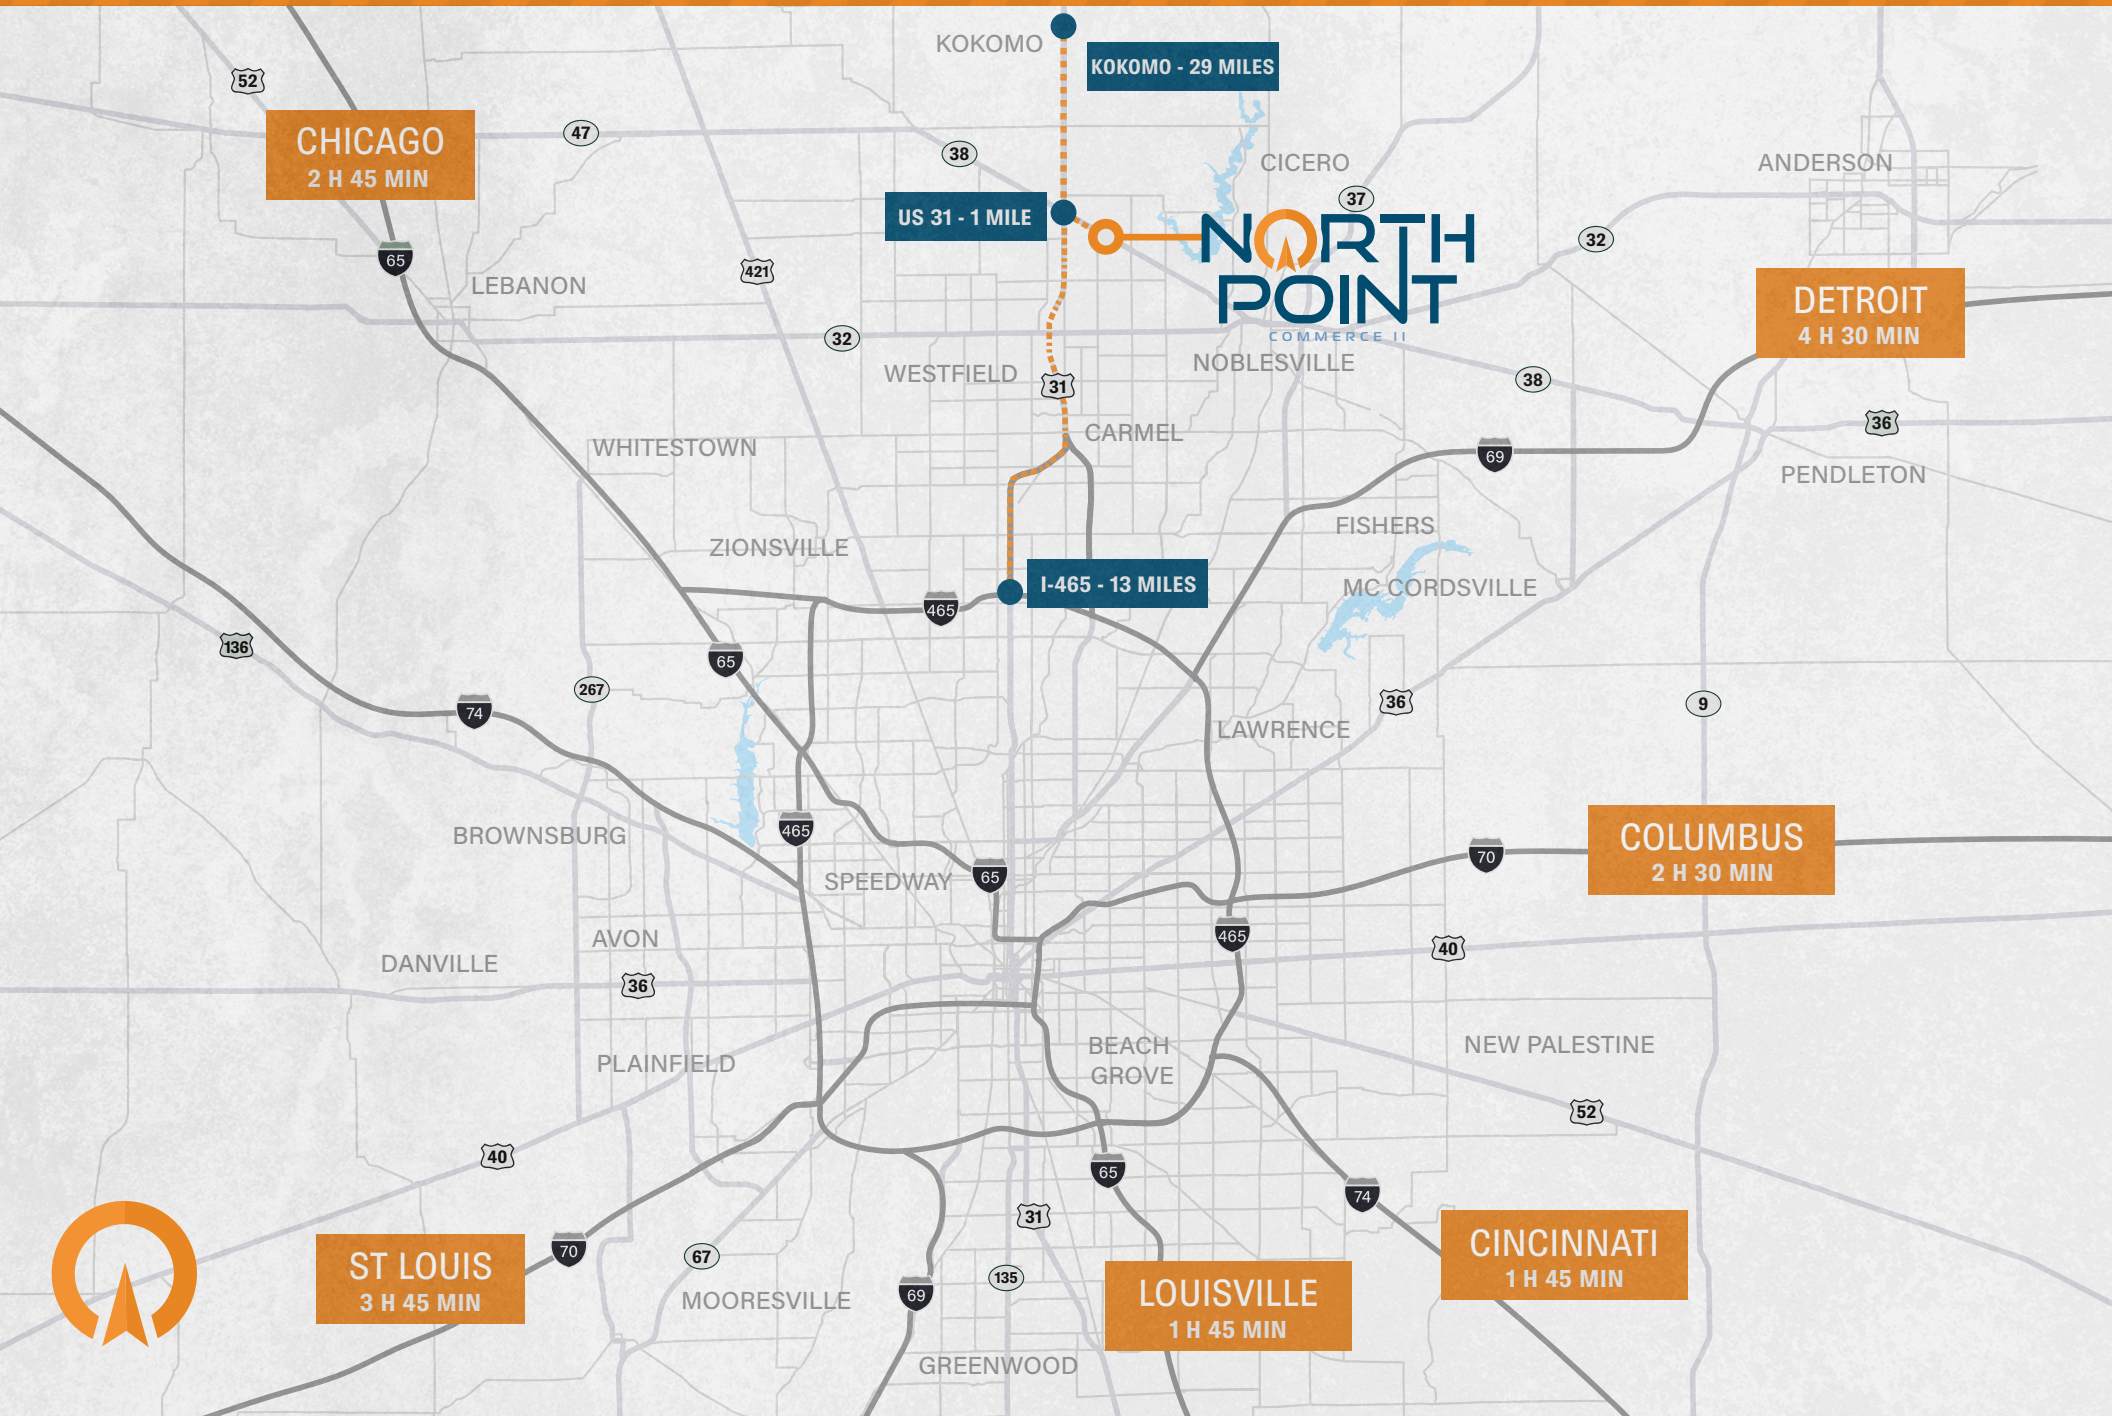 KOKOMO
KOKOMO - 29 MILES
52
CHICAGO
2 H 45 MIN
47
38
CICERO
ANDERSON
37
US 31 - 1 MILE
NORTH
POINT
COMMERCE II
32
65
421
LEBANON
DETROIT
4 H 30 MIN
32
WESTFIELD
31
NOBLESVILLE
38
36
CARMEL
WHITESTOWN
69
PENDLETON
FISHERS
ZIONSVILLE
I-465 - 13 MILES
MC CORDSVILLE
465
136
65
267
74
36
9
LAWRENCE
BROWNSBURG
465
COLUMBUS
2 H 30 MIN
70
SPEEDWAY
65
465
AVON
40
DANVILLE
36
BEACH
GROVE
NEW PALESTINE
PLAINFIELD
52
40
65
74
31
ST LOUIS
3 H 45 MIN
70
67
135
CINCINNATI
1 H 45 MIN
MOORESVILLE
69
LOUISVILLE
1 H 45 MIN
GREENWOOD